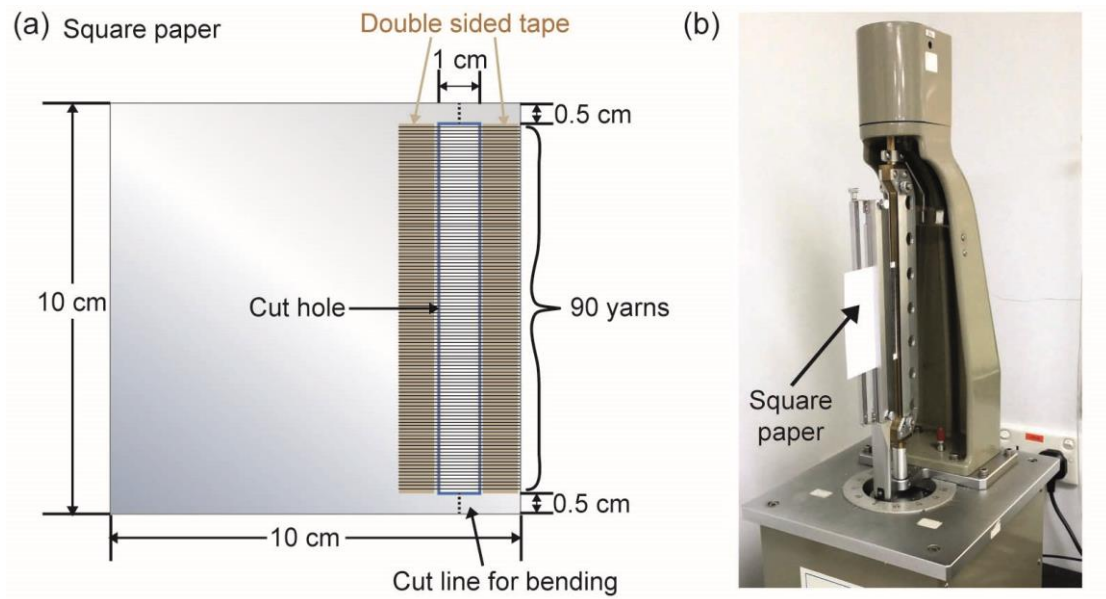 (a) Square paper
Double sided tape
1 cm
0.5 cm
10 cm
Cut hole
90 yarns
0.5 cm
10 cm
Cut line for bending
(b)
Square
paper